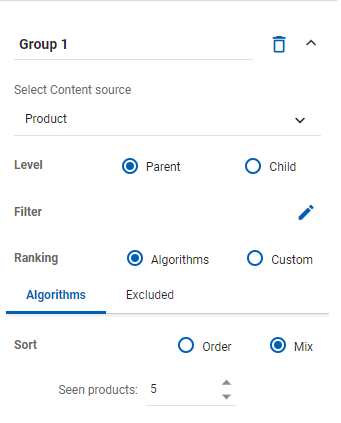 Group 1
Select Content source
Product
Level Parent Child
Filter
Ranking Algorithms Custom
Algorithms Excluded
Sort Order Mix
Seen products: 5